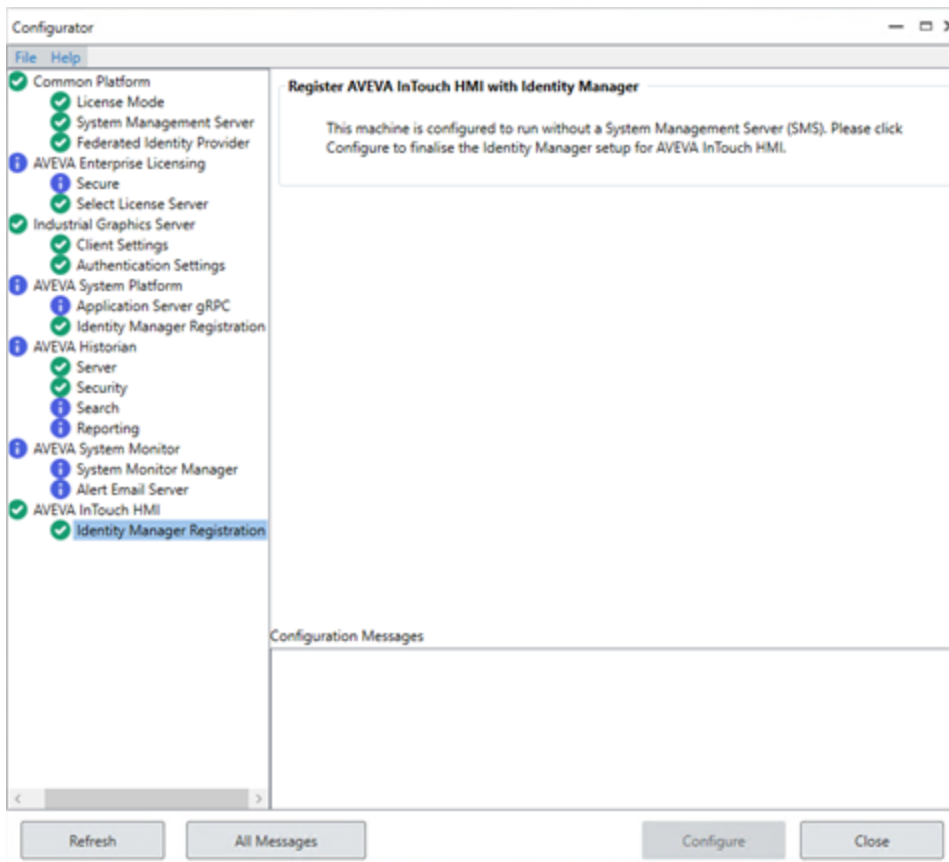 Configurator
File Help
Common Platform
License Mode
System Management Server
Federated Identity Provider
AVEVA Enterprise Licensing
Secure
Select License Server
Industrial Graphics Server
Client Settings
Authentication Settings
AVEVA System Platform
Application Server gRPC
Identity Manager Registration
AVEVA Historian
Server
Security
Search
Reporting
AVEVA System Monitor
System Monitor Manager
Alert Email Server
AVEVA InTouch HMI
Identity Manager Registration
Register AVEVA InTouch HMI with Identity Manager
This machine is configured to run without a System Management Server (SMS). Please click
Configure to finalise the Identity Manager setup for AVEVA InTouch HMI.
Configuration Messages
Refresh
All Messages
Configure
Close